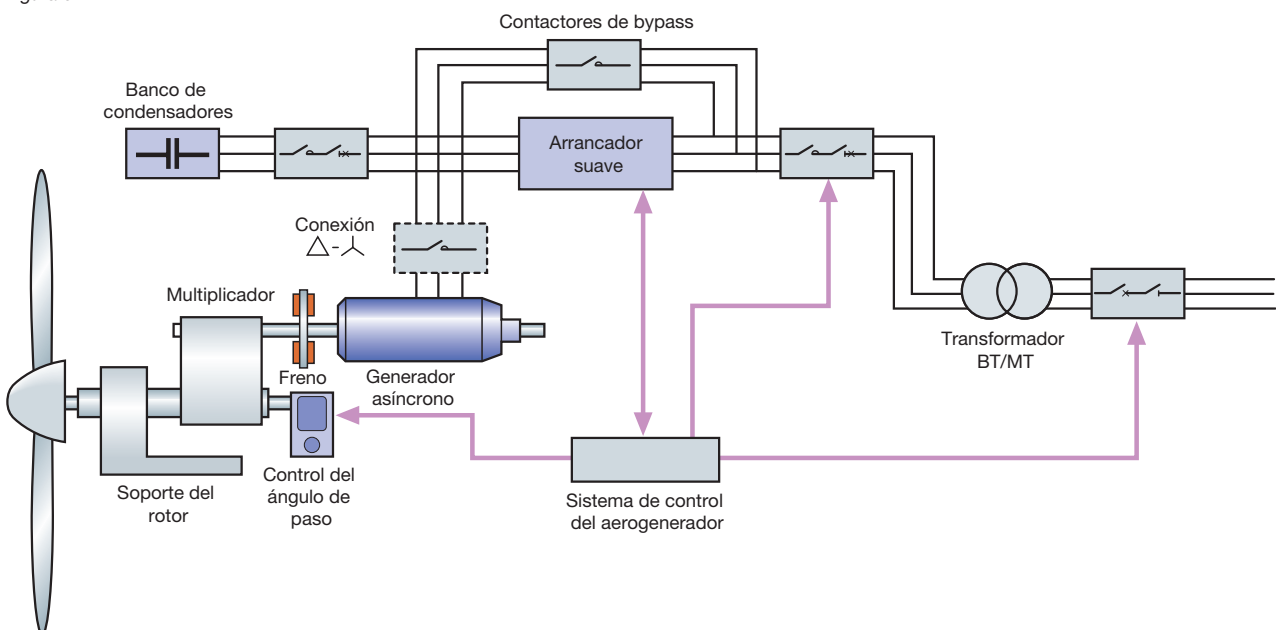 Contactores de bypass
Banco de
condensadores
Arrancador
suave
Conexión
Multiplicador
Freno
Generador
asíncrono
Transformador
BT/MT
Soporte del
rotor
Control del
ángulo de
paso
Sistema de control
del aerogenerador